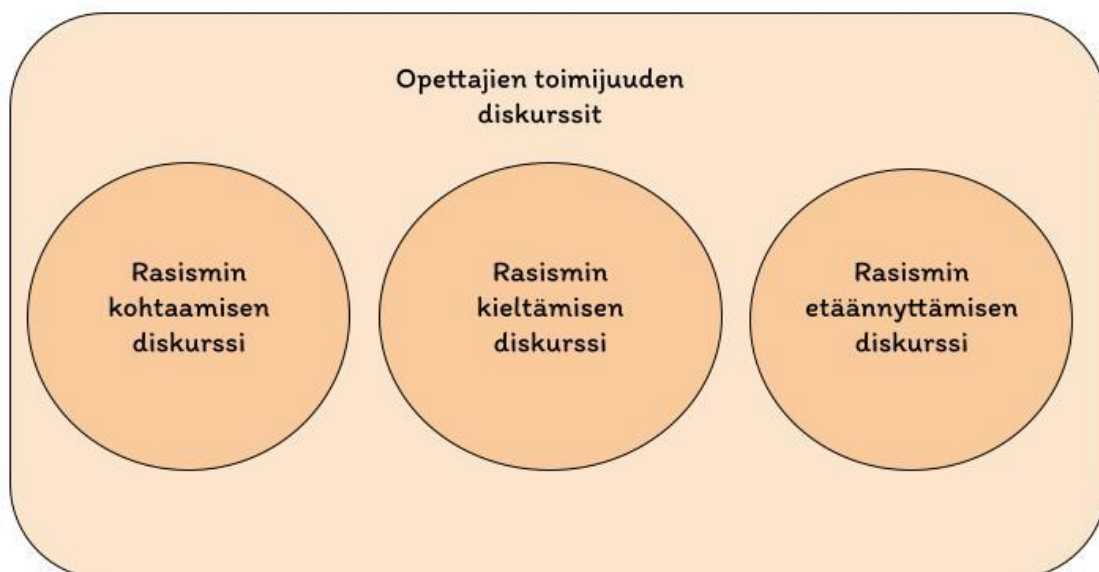 Opettajien toimijuuden
diskurssit
Rasismin
kohtaamisen
diskurssi
Rasismin
kieltämisen
diskurssi
Rasismin
etäännyttämisen
diskurssi